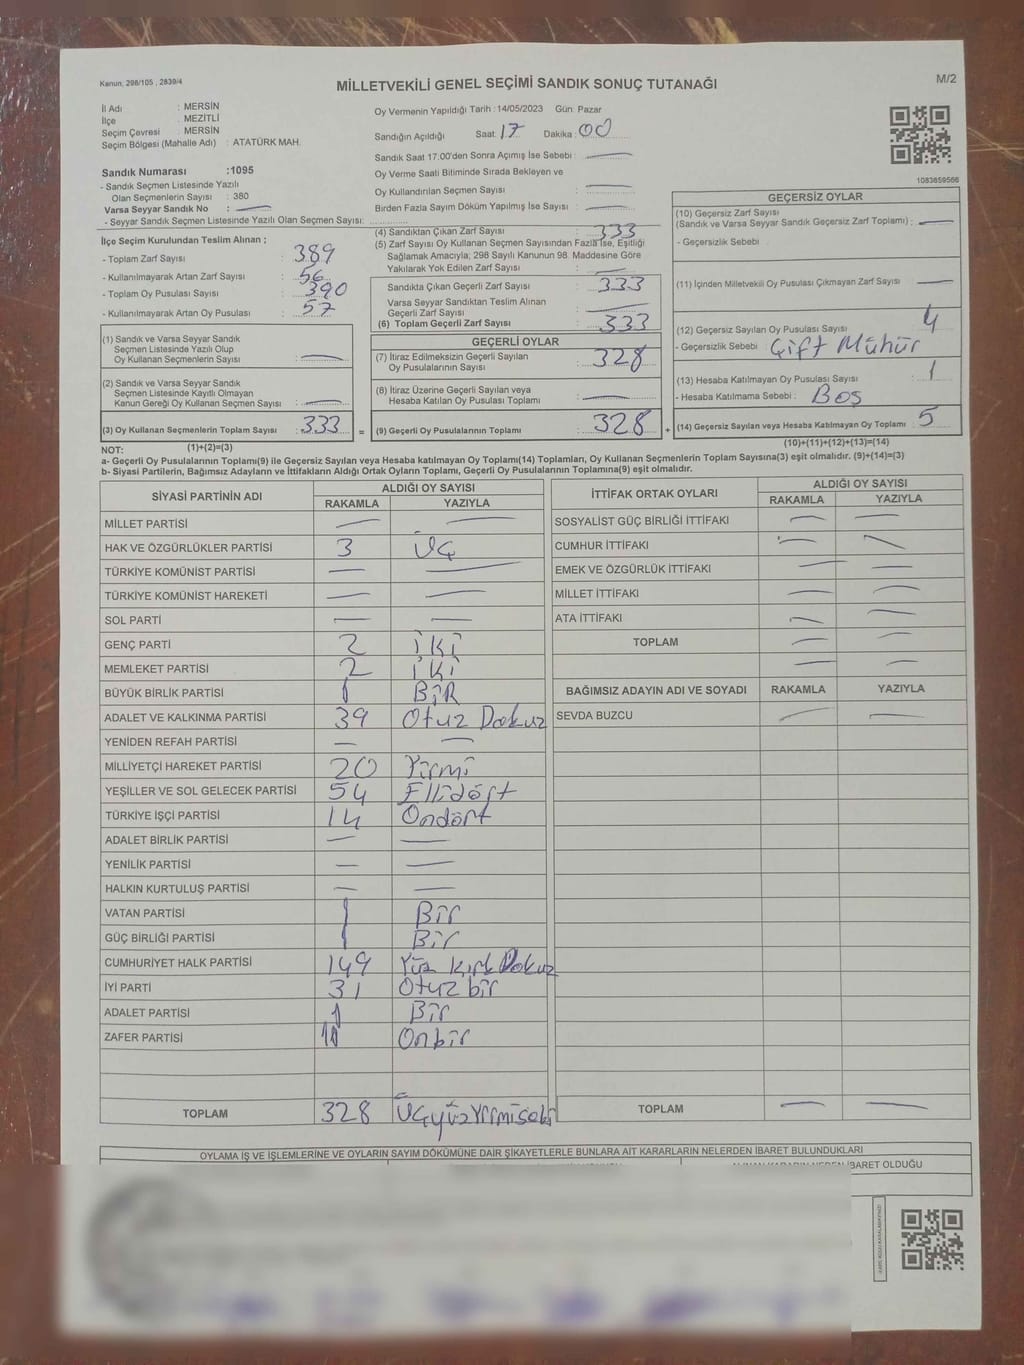 Kanun; 298/105 , 2839/4
MİLLETVEKİLİ GENEL SEÇİMİ SANDIK SONUÇ TUTANAĞI
M/2
İl Adı : MERSİN
İlçe : MEZİTLİ
Seçim Çevresi : MERSİN
Seçim Bölgesi (Mahalle Adı) : ATATÜRK MAH.
Sandık Numarası :1095
- Sandık Seçmen Listesinde Yazılı
Olan Seçmenlerin Sayısı : 380
Varsa Seyyar Sandık No : —
- Seyyar Sandık Seçmen Listesinde Yazılı Olan Seçmen Sayısı:
Oy Vermenin Yapıldığı Tarih : 14/05/2023 Gün: Pazar
Sandığın Açıldığı Saat: 17 Dakika: 00
Sandık Saat 17:00'den Sonra Açımış İse Sebebi : —
Oy Verme Saati Bitiminde Sırada Bekleyen ve
Oy Kullandırılan Seçmen Sayısı : —
Birden Fazla Sayım Döküm Yapılmış İse Sayısı : —
1083659566
İlçe Seçim Kurulundan Teslim Alınan ;
- Toplam Zarf Sayısı : 389
- Kullanılmayarak Artan Zarf Sayısı : 56
- Toplam Oy Pusulası Sayısı : 390
- Kullanılmayarak Artan Oy Pusulası : 57
(1) Sandık ve Varsa Seyyar Sandık
Seçmen Listesinde Yazılı Olup
Oy Kullanan Seçmenlerin Sayısı : —
(2) Sandık ve Varsa Seyyar Sandık
Seçmen Listesinde Kayıtlı Olmayan
Kanun Gereği Oy Kullanan Seçmen Sayısı : —
(3) Oy Kullanan Seçmenlerin Toplam Sayısı : 333 =
(4) Sandıktan Çıkan Zarf Sayısı : 333
(5) Zarf Sayısı Oy Kullanan Seçmen Sayısından Fazla İse, Eşitliği
Sağlamak Amacıyla; 298 Sayılı Kanunun 98. Maddesine Göre
Yakılarak Yok Edilen Zarf Sayısı : —
Sandıkta Çıkan Geçerli Zarf Sayısı : 333
Varsa Seyyar Sandıktan Teslim Alınan
Geçerli Zarf Sayısı : —
(6) Toplam Geçerli Zarf Sayısı : 333
GEÇERLİ OYLAR
(7) İtiraz Edilmeksizin Geçerli Sayılan
Oy Pusulalarının Sayısı : 328
(8) İtiraz Üzerine Geçerli Sayılan veya
Hesaba Katılan Oy Pusulası Toplamı : —
(9) Geçerli Oy Pusulalarının Toplamı : 328 +
GEÇERSİZ OYLAR
(10) Geçersiz Zarf Sayısı
(Sandık ve Varsa Seyyar Sandık Geçersiz Zarf Toplamı) : —
- Geçersizlik Sebebi :
(11) İçinden Milletvekili Oy Pusulası Çıkmayan Zarf Sayısı : —
(12) Geçersiz Sayılan Oy Pusulası Sayısı : 4
- Geçersizlik Sebebi : Çift Mühür
(13) Hesaba Katılmayan Oy Pusulası Sayısı : 1
- Hesaba Katılmama Sebebi : Boş
(14) Geçersiz Sayılan veya Hesaba Katılmayan Oy Toplamı : 5
NOT: (1)+(2)=(3) (10)+(11)+(12)+(13)=(14)
a- Geçerli Oy Pusulalarının Toplamı(9) ile Geçersiz Sayılan veya Hesaba Katılmayan Oy Toplamı(14) Toplamları, Oy Kullanan Seçmenlerin Toplam Sayısına(3) eşit olmalıdır. (9)+(14)=(3)
b- Siyasi Partilerin, Bağımsız Adayların ve İttifakların Aldığı Ortak Oyların Toplamı, Geçerli Oy Pusulalarının Toplamına(9) eşit olmalıdır.
SİYASİ PARTİNİN ADI ALDIĞI OY SAYISI
RAKAMLA YAZIYLA
MİLLET PARTİSİ — —
HAK VE ÖZGÜRLÜKLER PARTİSİ 3 ÜÇ
TÜRKİYE KOMÜNİST PARTİSİ — —
TÜRKİYE KOMÜNİST HAREKETİ — —
SOL PARTİ — —
GENÇ PARTİ 2 İKİ
MEMLEKET PARTİSİ 2 İKİ
BÜYÜK BİRLİK PARTİSİ 1 BİR
ADALET VE KALKINMA PARTİSİ 39 Otuz Dokuz
YENİDEN REFAH PARTİSİ — —
MİLLİYETÇİ HAREKET PARTİSİ 20 Yirmi
YEŞİLLER VE SOL GELECEK PARTİSİ 54 Ellidört
TÜRKİYE İŞÇİ PARTİSİ 14 Ondört
ADALET BİRLİK PARTİSİ — —
YENİLİK PARTİSİ — —
HALKIN KURTULUŞ PARTİSİ — —
VATAN PARTİSİ 1 Bir
GÜÇ BİRLİĞİ PARTİSİ 1 Bir
CUMHURİYET HALK PARTİSİ 149 Yüz Kırk Dokuz
İYİ PARTİ 31 Otuz bir
ADALET PARTİSİ 1 Bir
ZAFER PARTİSİ 11 Onbir
TOPLAM 328 Üçyüzyirmisekiz
İTTİFAK ORTAK OYLARI ALDIĞI OY SAYISI
RAKAMLA YAZIYLA
SOSYALİST GÜÇ BİRLİĞİ İTTİFAKI — —
CUMHUR İTTİFAKI — —
EMEK VE ÖZGÜRLÜK İTTİFAKI — —
MİLLET İTTİFAKI — —
ATA İTTİFAKI — —
TOPLAM — —
— —
BAĞIMSIZ ADAYIN ADI VE SOYADI RAKAMLA YAZIYLA
SEVDA BUZCU — —
TOPLAM — —
OYLAMA İŞ VE İŞLEMLERİNE VE OYLARIN SAYIM DÖKÜMÜNE DAİR ŞİKAYETLERLE BUNLARA AİT KARARLARIN NELERDEN İBARET BULUNDUKLARI
İBARET OLDUĞU